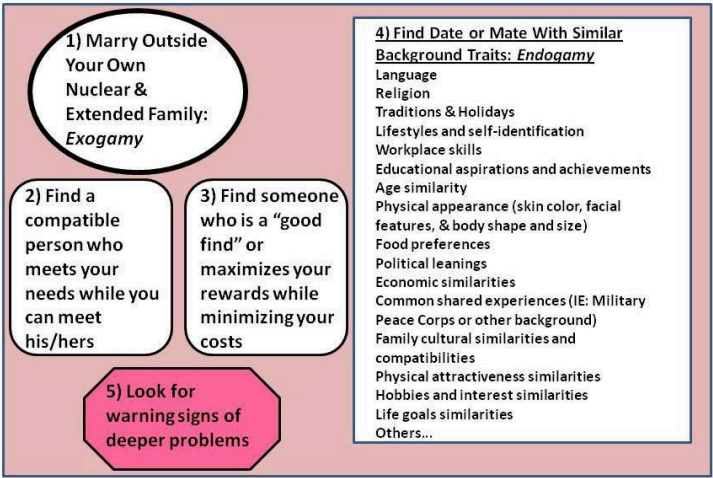 1) Marry Outside
Your Own
Nuclear &
Extended Family:
Exogamy
2) Find a
compatible
person who
meets your
needs while you
can meet
his/hers
3) Find someone
who is a “good
find” or
maximizes your
rewards while
minimizing your
costs
4) Find Date or Mate With Similar
Background Traits: Endogamy
Language
Religion
Traditions & Holidays
Lifestyles and self-identification
Workplace skills
Educational aspirations and achievements
Age similarity
Physical appearance (skin color, facial
features, & body shape and size)
Food preferences
Political leanings
Economic similarities
Common shared experiences (IE: Military
Peace Corps or other background)
Family cultural similarities and
compatibilities
Physical attractiveness similarities
Hobbies and interest similarities
Life goals similarities
Others...
5) Look for
warning signs of
deeper problems